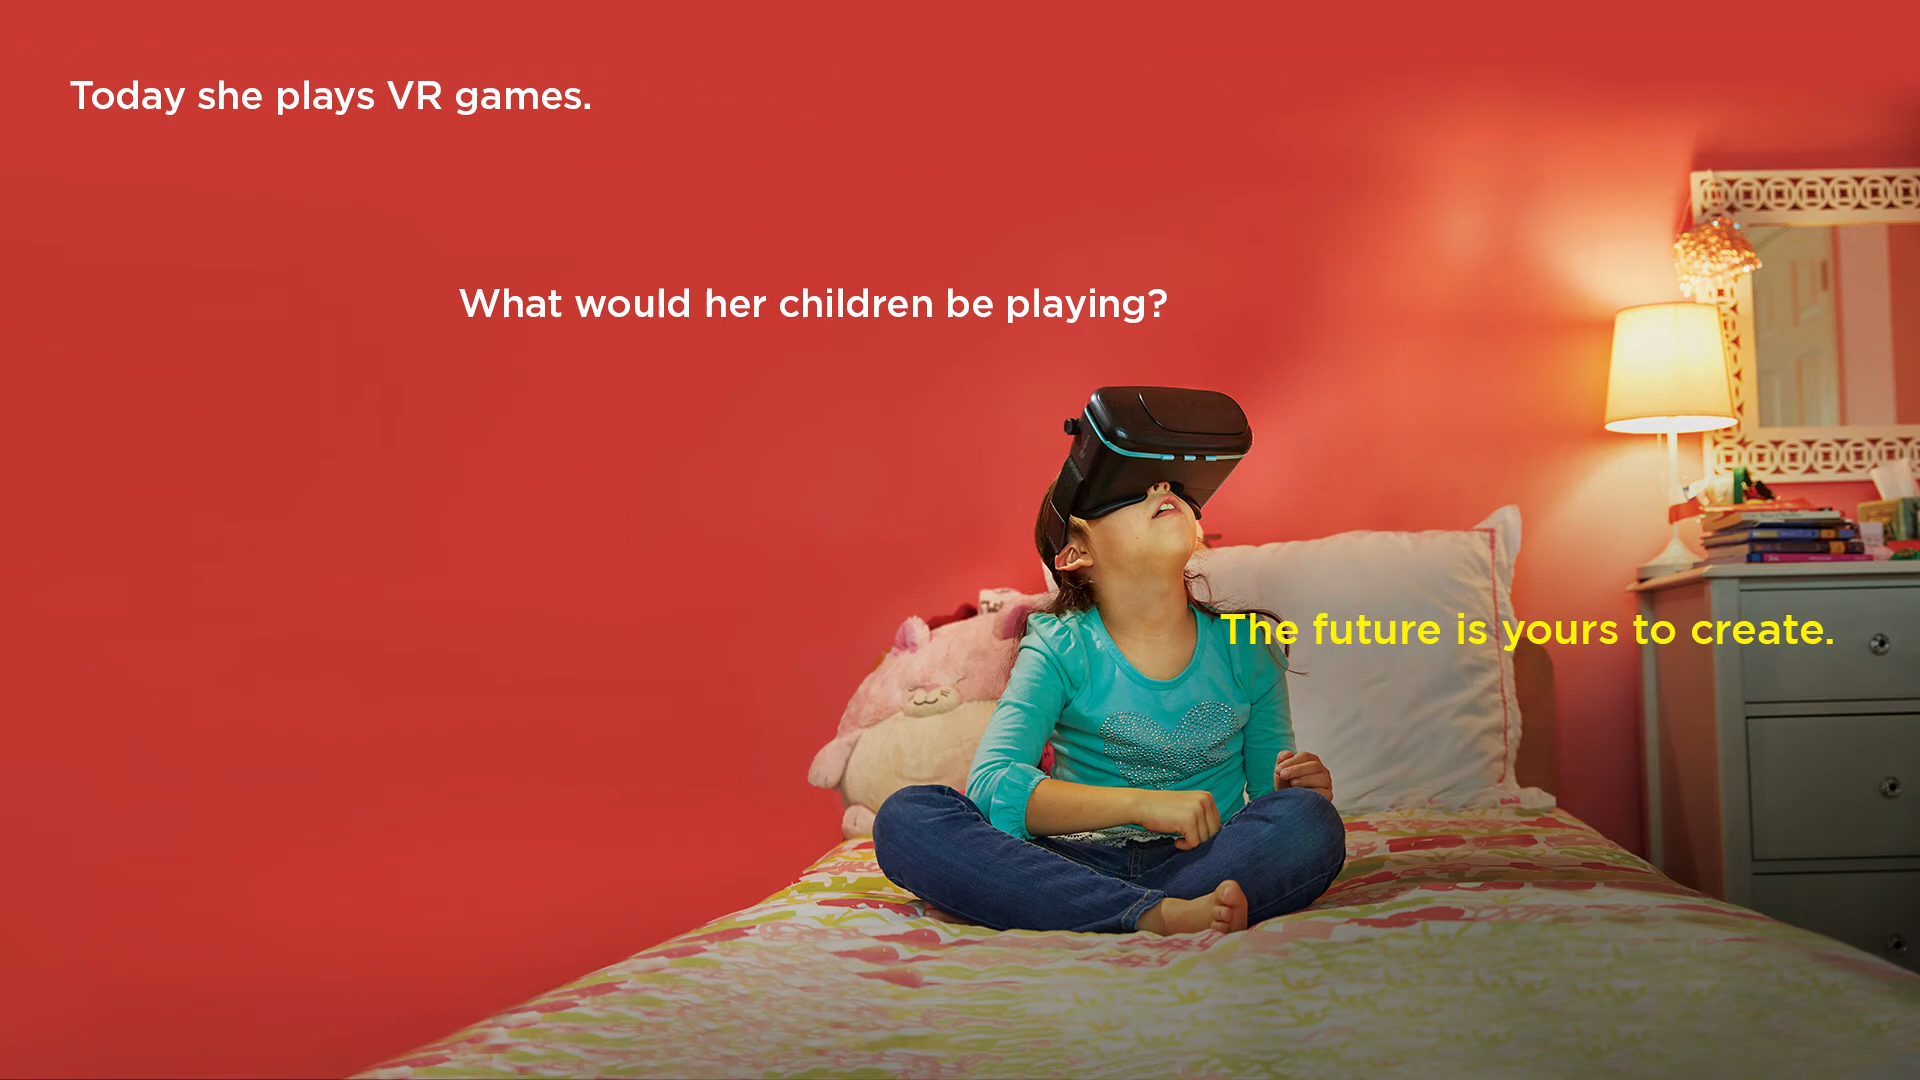 Today she plays VR games.
What would her children be playing?
The future is yours to create.